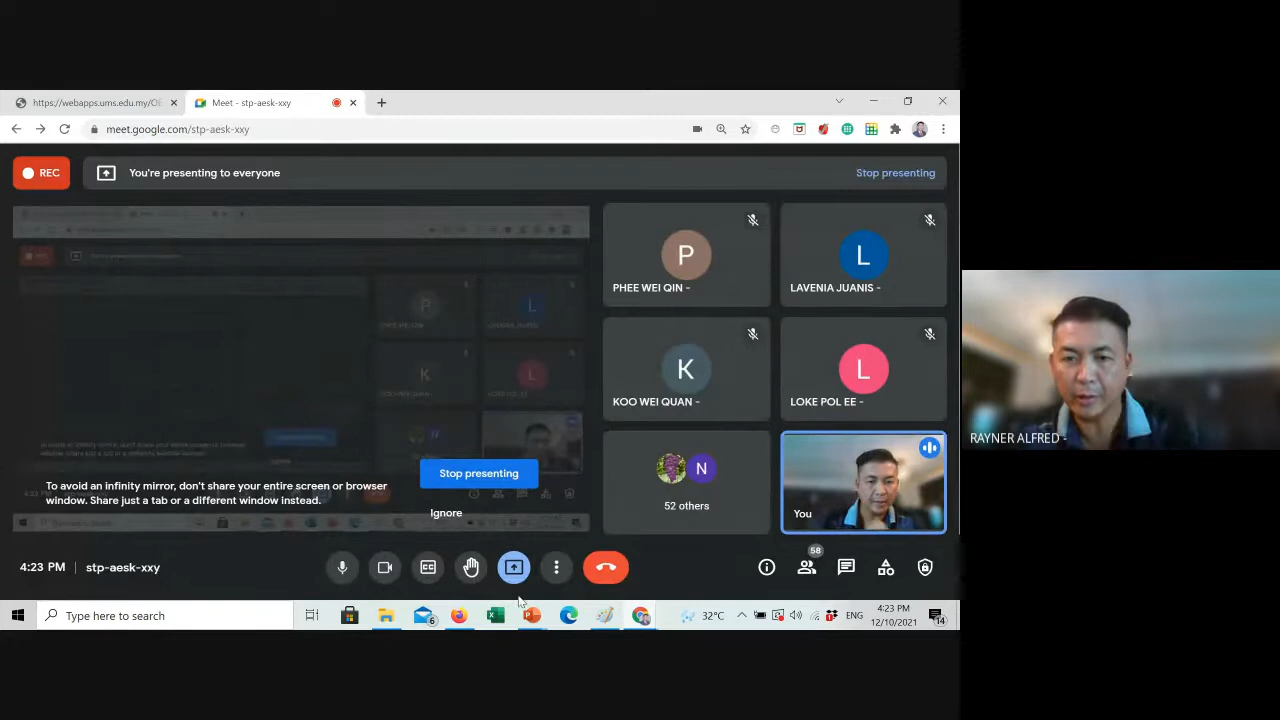 https://webapps.ums.edu.my/OE
Meet - stp-aesk-xxy
meet.google.com/stp-aesk-xxy
REC
You're presenting to everyone
Stop presenting
P
PHEE WEI QIN -
L
LAVENIA JUANIS -
K
KOO WEI QUAN -
L
LOKE POL EE -
RAYNER ALFRED -
To avoid an infinity mirror, don't share your entire screen or browser
window. Share just a tab or a different window instead.
Stop presenting
Ignore
N
52 others
You
4:23 PM
stp-aesk-xxy
58
Type here to search
6
32°C
ENG
4:23 PM
12/10/2021
14